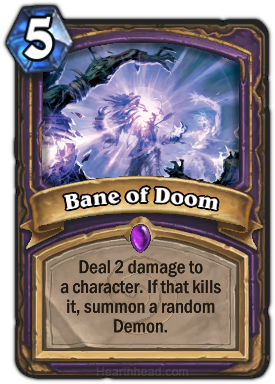 5
Bane of Doom
Deal 2 damage to
a character. If that kills
it, summon a random
Demon.
Hearthhead.com